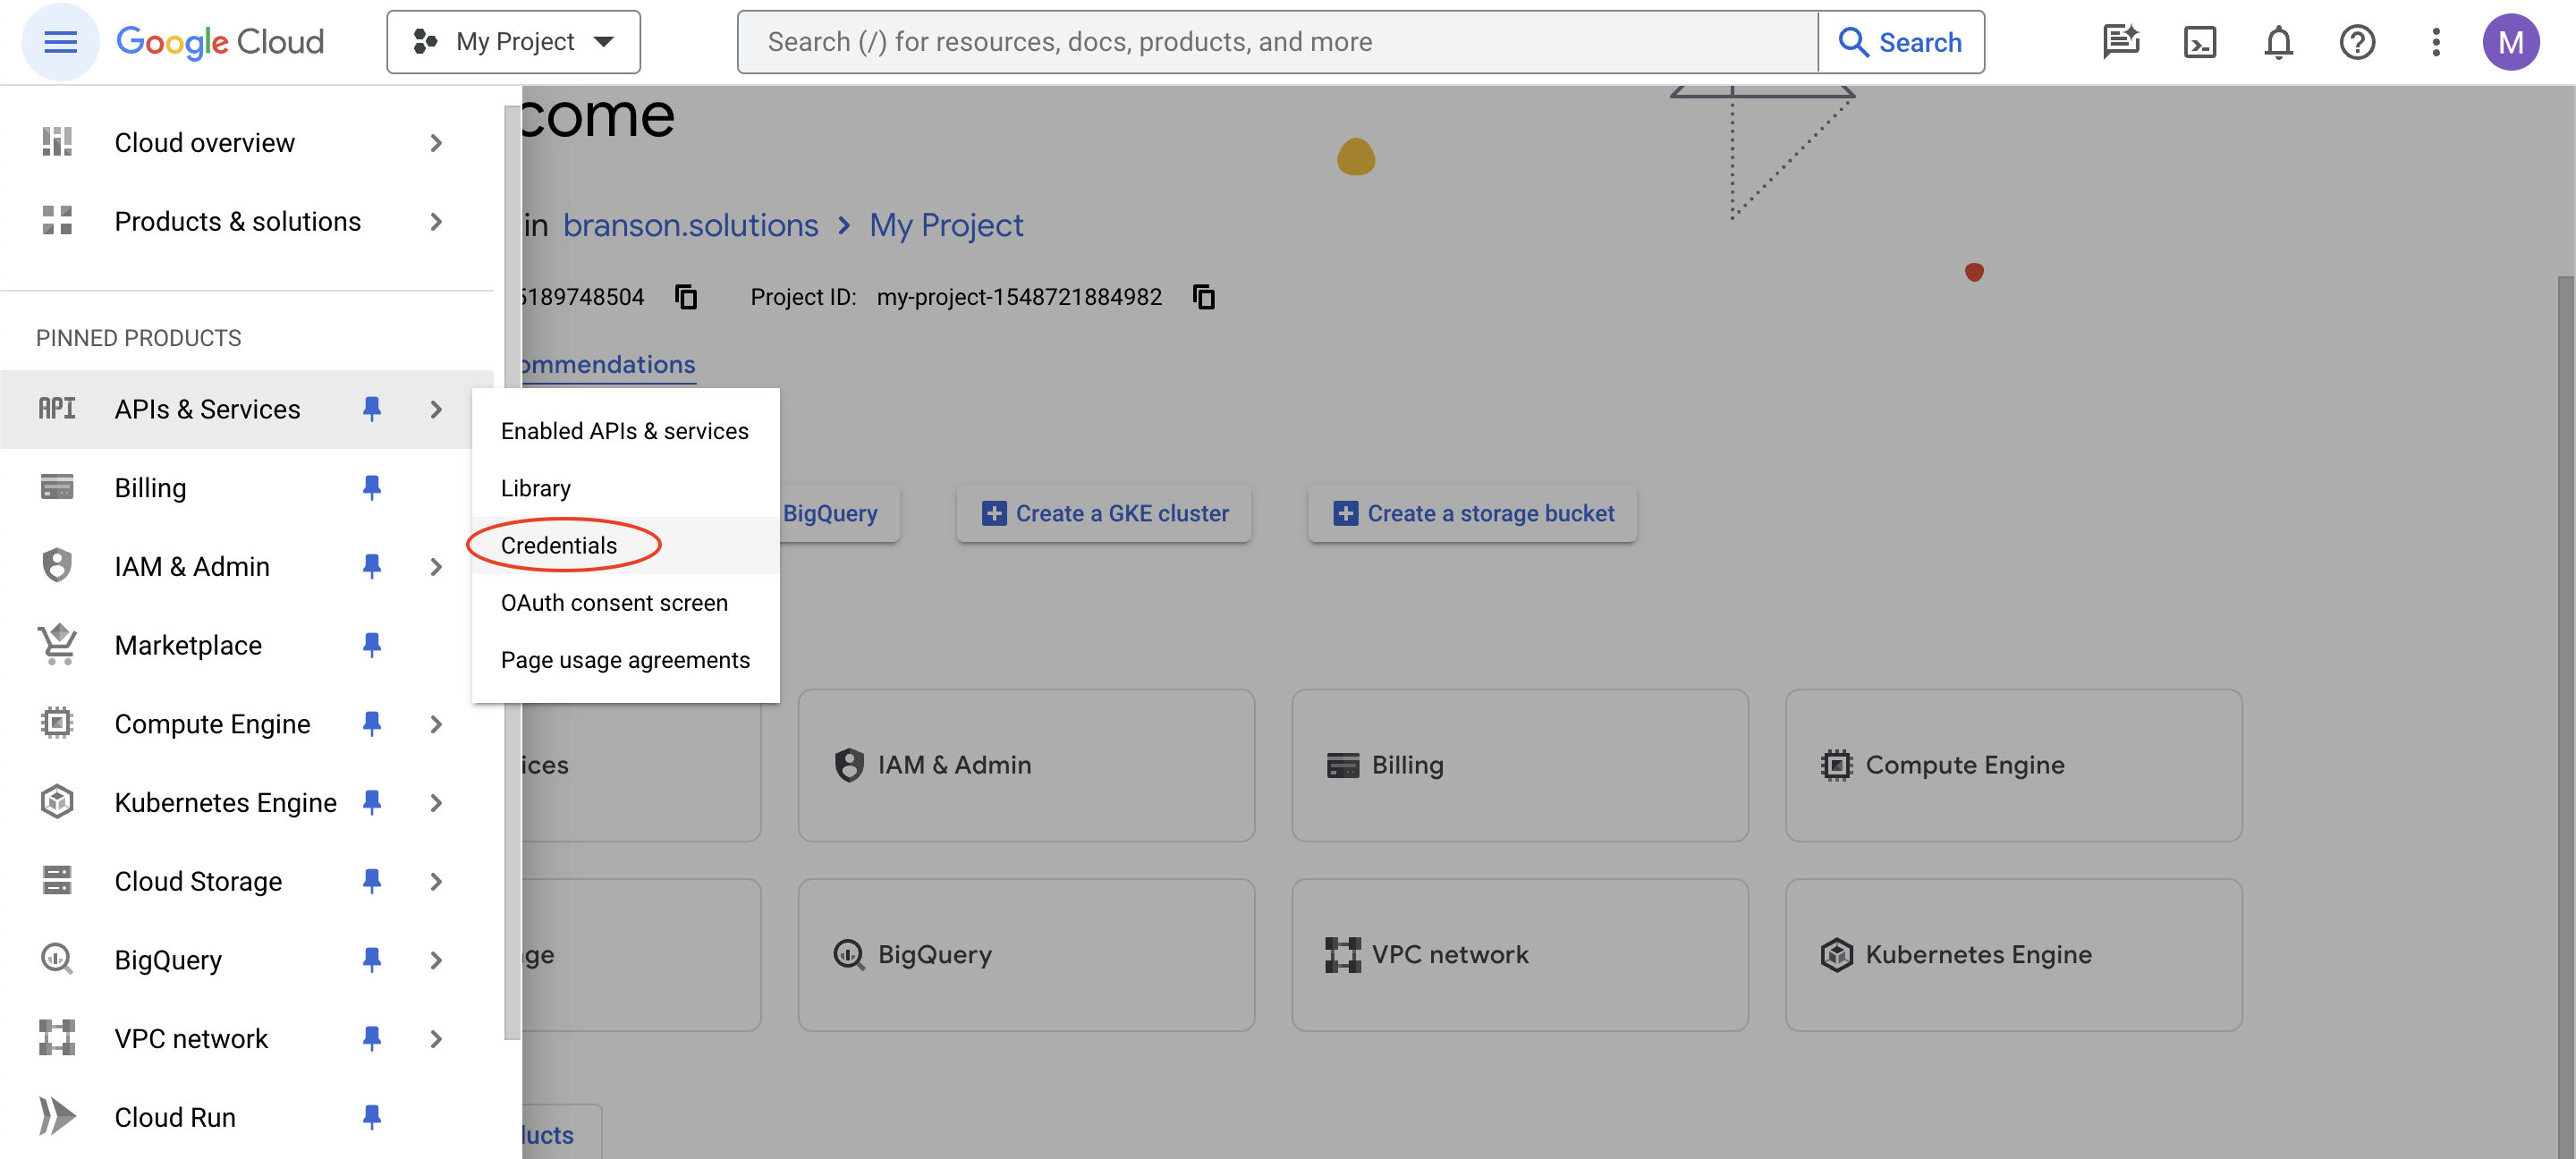 Google Cloud
My Project
Search (/) for resources, docs, products, and more
Search
M
Cloud overview
Products & solutions
PINNED PRODUCTS
API APIs & Services
Billing
IAM & Admin
Marketplace
Compute Engine
Kubernetes Engine
Cloud Storage
BigQuery
VPC network
Cloud Run
Enabled APIs & services
Library
Credentials
OAuth consent screen
Page usage agreements
come
in branson.solutions > My Project
5189748504 Project ID: my-project-1548721884982
ommendations
BigQuery
Create a GKE cluster
Create a storage bucket
ices
IAM & Admin
Billing
Compute Engine
ge
BigQuery
VPC network
Kubernetes Engine
ducts